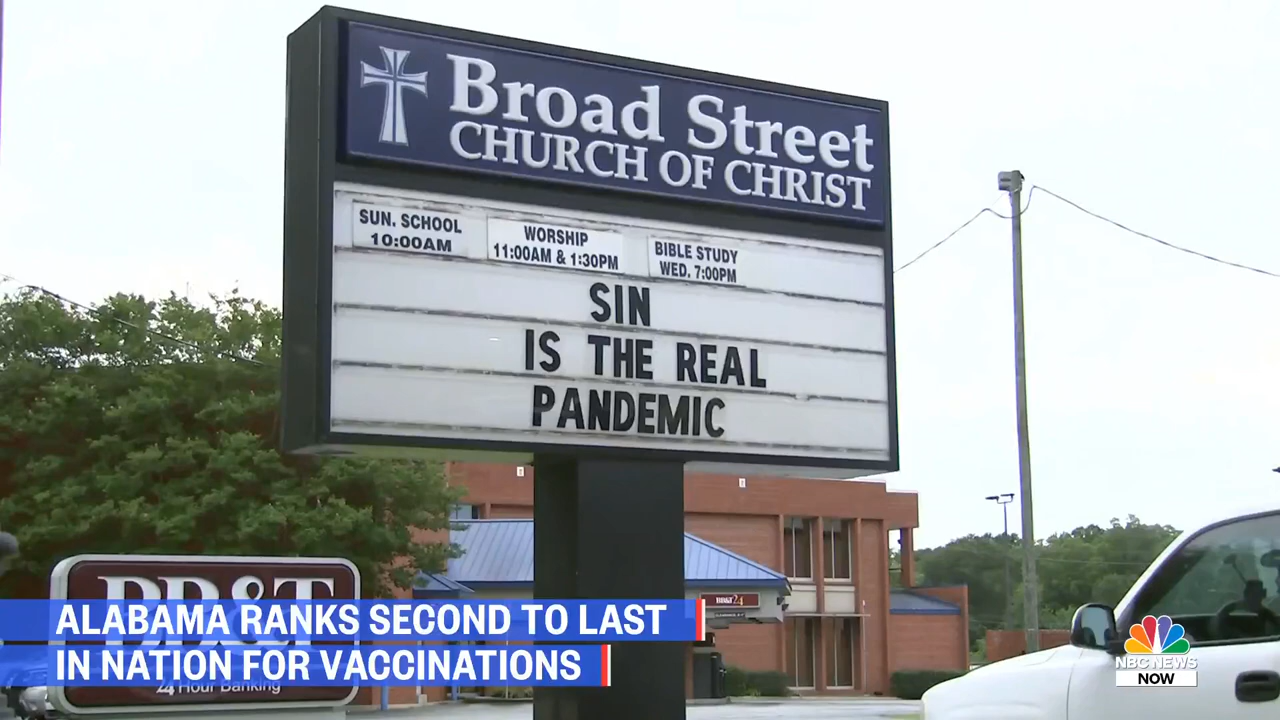 Broad Street
CHURCH OF CHRIST
SUN. SCHOOL
10:00AM
WORSHIP
11:00AM & 1:30PM
BIBLE STUDY
WED. 7:00PM
SIN
IS THE REAL
PANDEMIC
BB&T
24 Hour Banking
ALABAMA RANKS SECOND TO LAST
IN NATION FOR VACCINATIONS
NBC NEWS
NOW